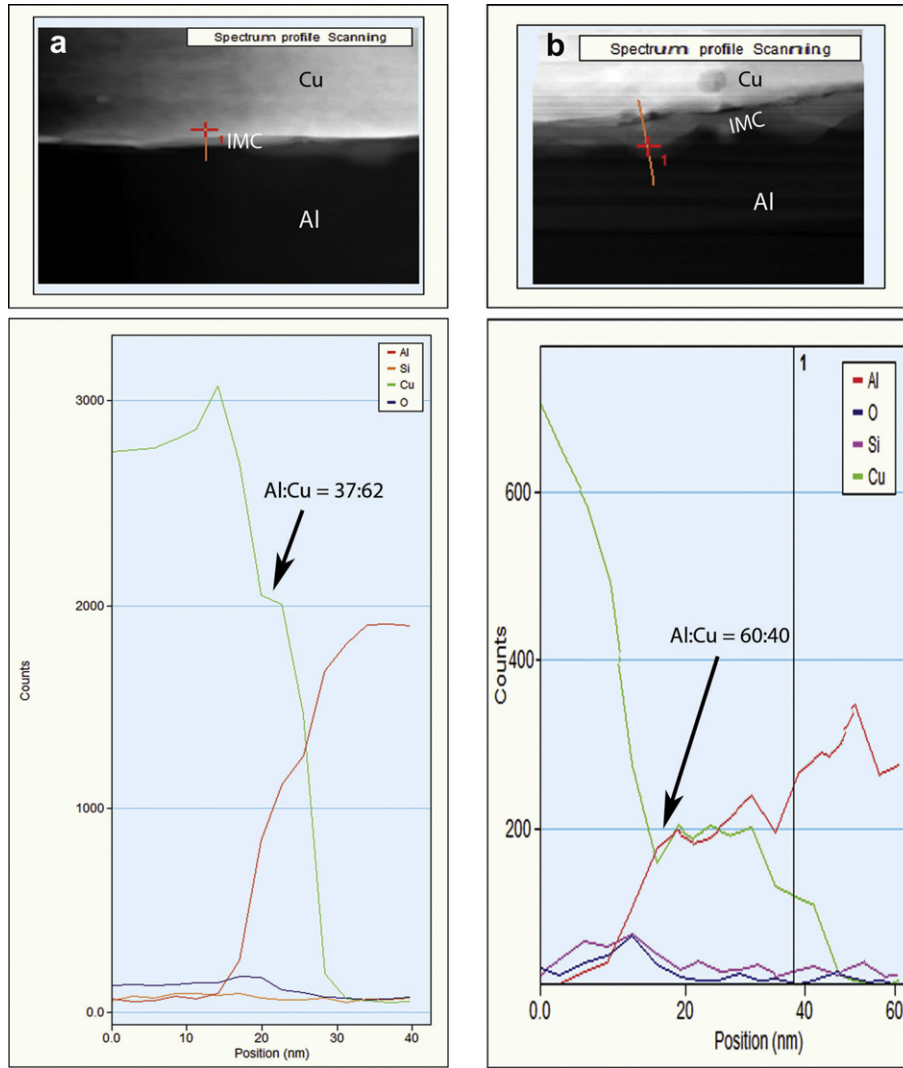 a
Spectrum profile Scanning
Cu
1
IMC
Al
b
Spectrum profile Scanning
Cu
IMC
1
Al
Al
Si
Cu
O
3000
2000
1000
0.0
Counts
Al:Cu = 37:62
0.0 10 20 30 40
Position (nm)
1
Al
O
Si
Cu
600
400
200
Counts
Al:Cu = 60:40
0.0 20 40 60
Position (nm)